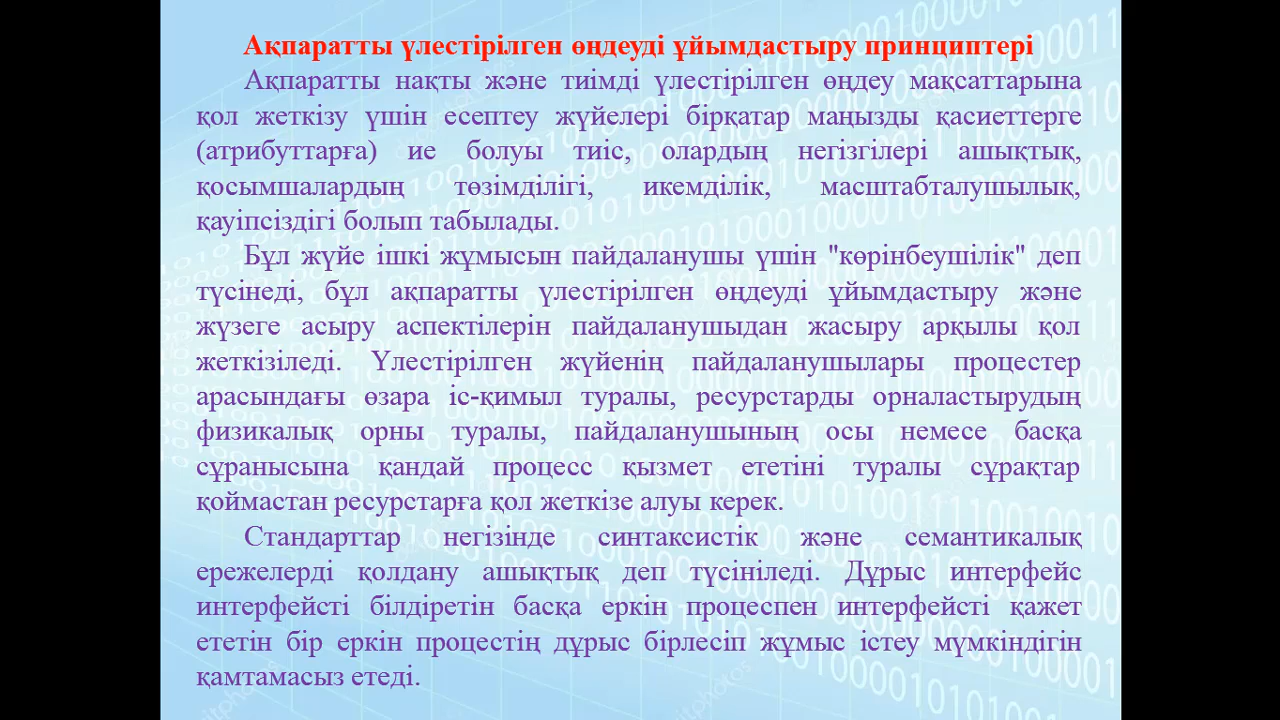 Ақпаратты үлестірілген өңдеуді ұйымдастыру принциптері
Ақпаратты нақты және тиімді үлестірілген өңдеу мақсаттарына
қол жеткізу үшін есептеу жүйелері бірқатар маңызды қасиеттерге
(атрибуттарға) ие болуы тиіс, олардың негізгілері ашықтық,
қосымшалардың төзімділігі, икемділік, масштабталушылық,
қауіпсіздігі болып табылады.
Бұл жүйе ішкі жұмысын пайдаланушы үшін "көрінбеушілік" деп
түсінеді, бұл ақпаратты үлестірілген өңдеуді ұйымдастыру және
жүзеге асыру аспектілерін пайдаланушыдан жасыру арқылы қол
жеткізіледі. Үлестірілген жүйенің пайдаланушылары процестер
арасындағы өзара іс-қимыл туралы, ресурстарды орналастырудың
физикалық орны туралы, пайдаланушының осы немесе басқа
сұранысына қандай процесс қызмет ететіні туралы сұрақтар
қоймастан ресурстарға қол жеткізе алуы керек.
Стандарттар негізінде синтаксистік және семантикалық
ережелерді қолдану ашықтық деп түсініледі. Дұрыс интерфейс
интерфейсті білдіретін басқа еркін процеспен интерфейсті қажет
ететін бір еркін процестің дұрыс бірлесіп жұмыс істеу мүмкіндігін
қамтамасыз етеді.